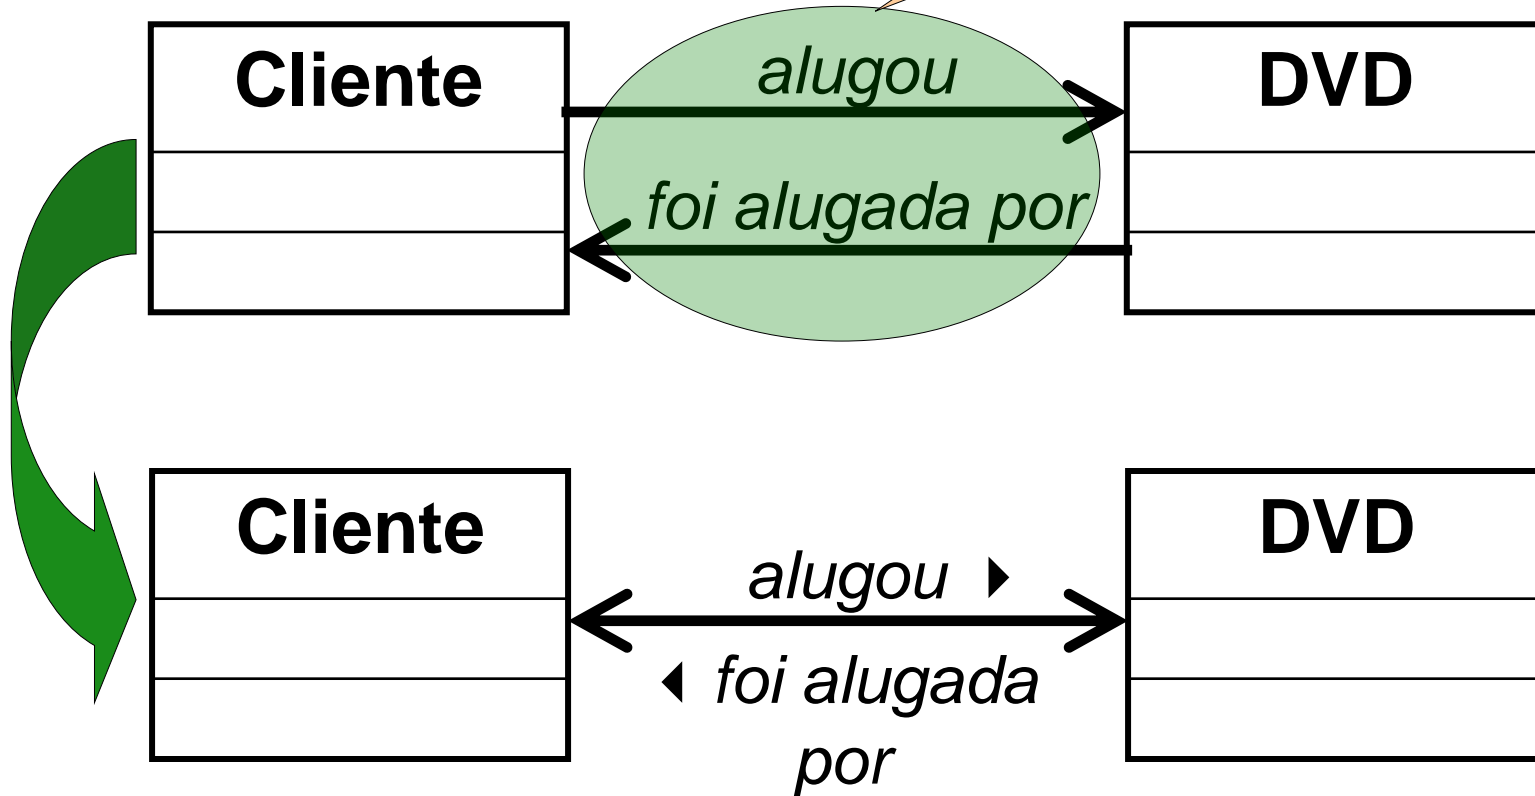 Cliente
alugou
DVD
foi alugada por
Cliente
DVD
alugou
foi alugada
por